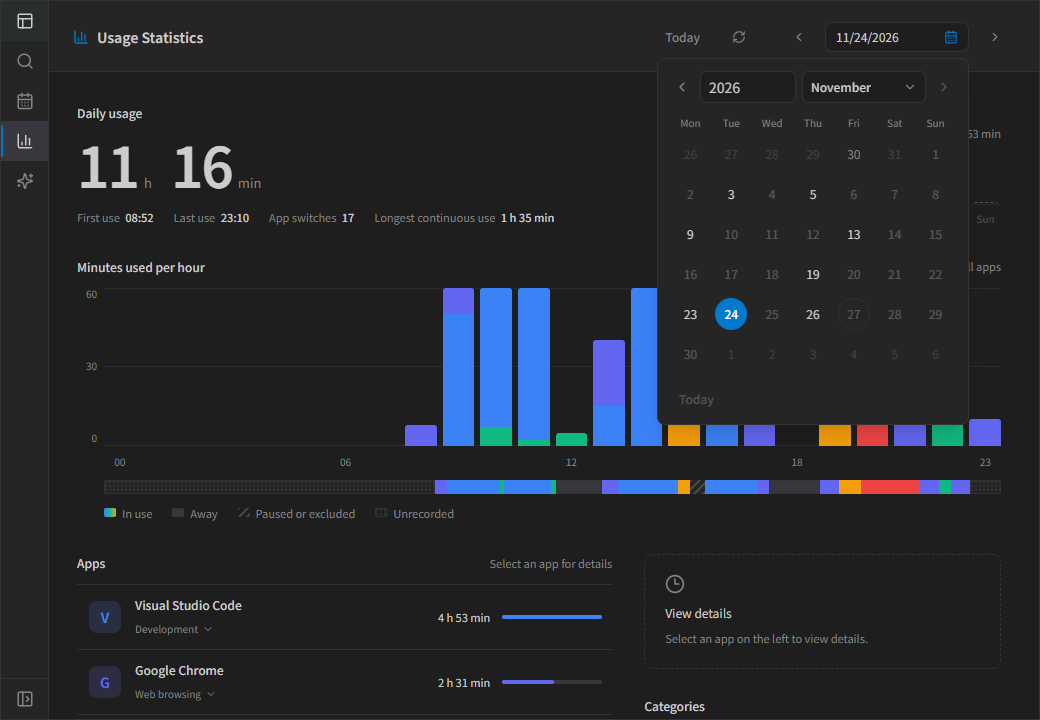 Usage Statistics
Today
11/24/2026
2026
November
Mon Tue Wed Thu Fri Sat Sun
26 27 28 29 30 31 1
2 3 4 5 6 7 8
9 10 11 12 13 14 15
16 17 18 19 20 21 22
23 24 25 26 27 28 29
30 1 2 3 4 5 6
Today
Daily usage
11 h 16 min
53 min
First use 08:52 Last use 23:10 App switches 17 Longest continuous use 1 h 35 min
Sun
Minutes used per hour
apps
60
30
0
00 06 12 18 23
In use Away Paused or excluded Unrecorded
Apps
Select an app for details
V
Visual Studio Code
Development
4 h 53 min
G
Google Chrome
Web browsing
2 h 31 min
View details
Select an app on the left to view details.
Categories